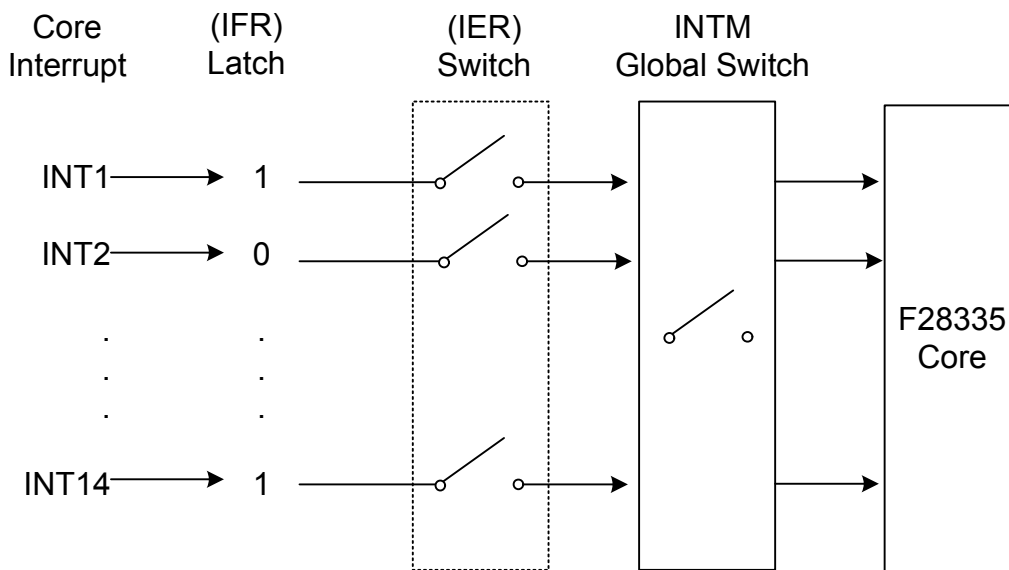 Core
Interrupt
(IFR)
Latch
(IER)
Switch
INTM
Global Switch
INT1
1
INT2
0
.
.
.
.
.
.
INT14
1
F28335
Core